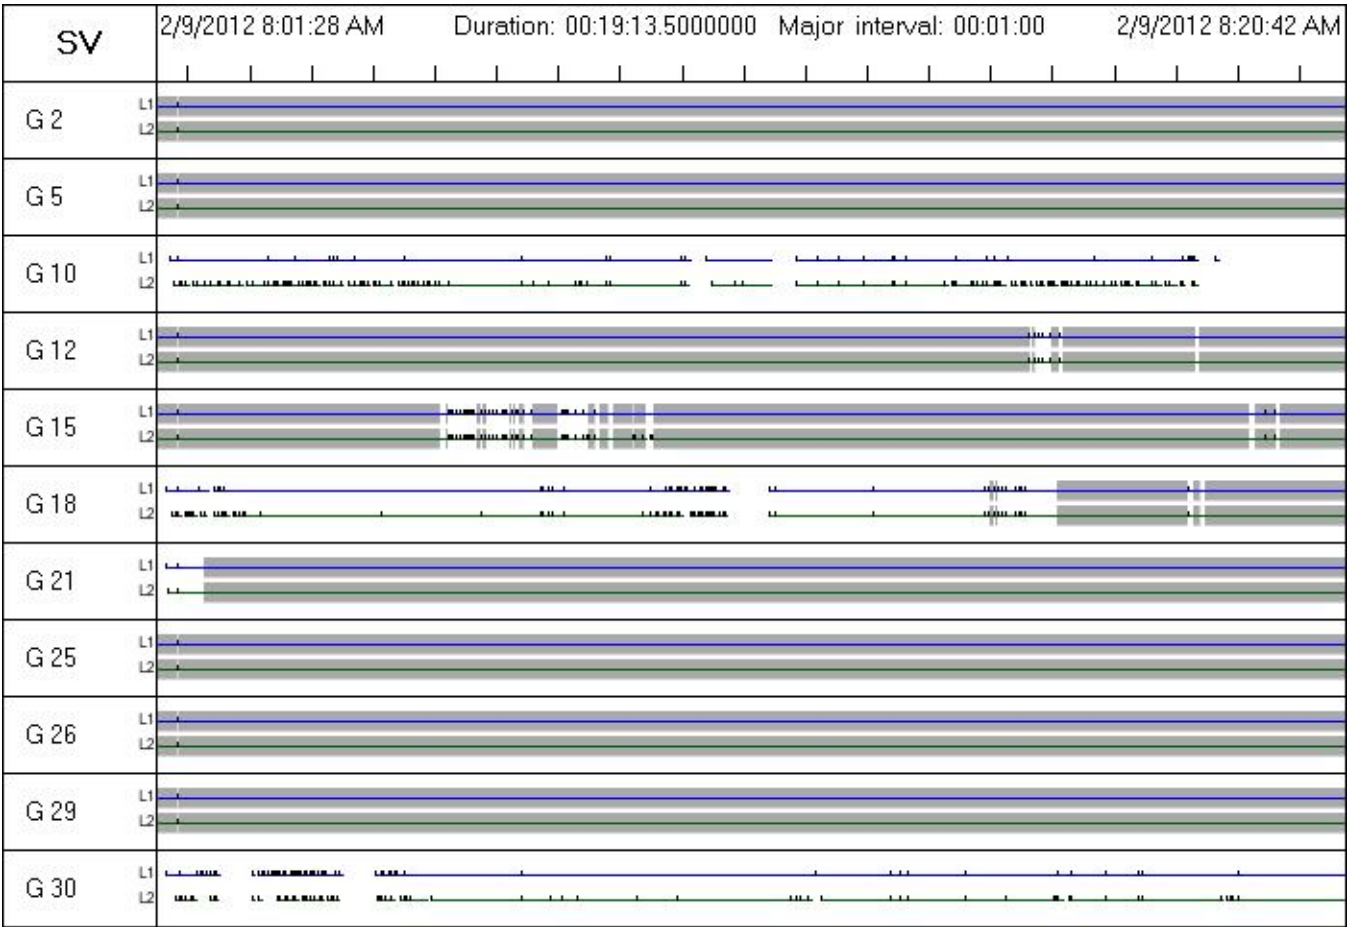 SV 2/9/2012 8:01:28 AM Duration: 00:19:13.5000000 Major interval: 00:01:00 2/9/2012 8:20:42 AM
G 2 L1
L2
G 5 L1
L2
G 10 L1
L2
G 12 L1
L2
G 15 L1
L2
G 18 L1
L2
G 21 L1
L2
G 25 L1
L2
G 26 L1
L2
G 29 L1
L2
G 30 L1
L2